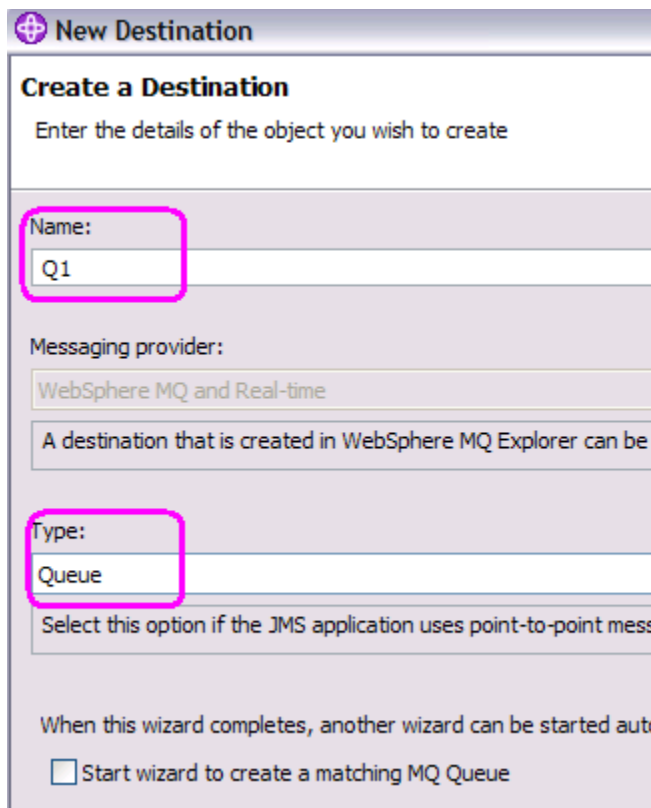 New Destination
Create a Destination
Enter the details of the object you wish to create
Name:
Q1
Messaging provider:
WebSphere MQ and Real-time
A destination that is created in WebSphere MQ Explorer can be
Type:
Queue
Select this option if the JMS application uses point-to-point
When this wizard completes, another wizard can be started
Start wizard to create a matching MQ Queue